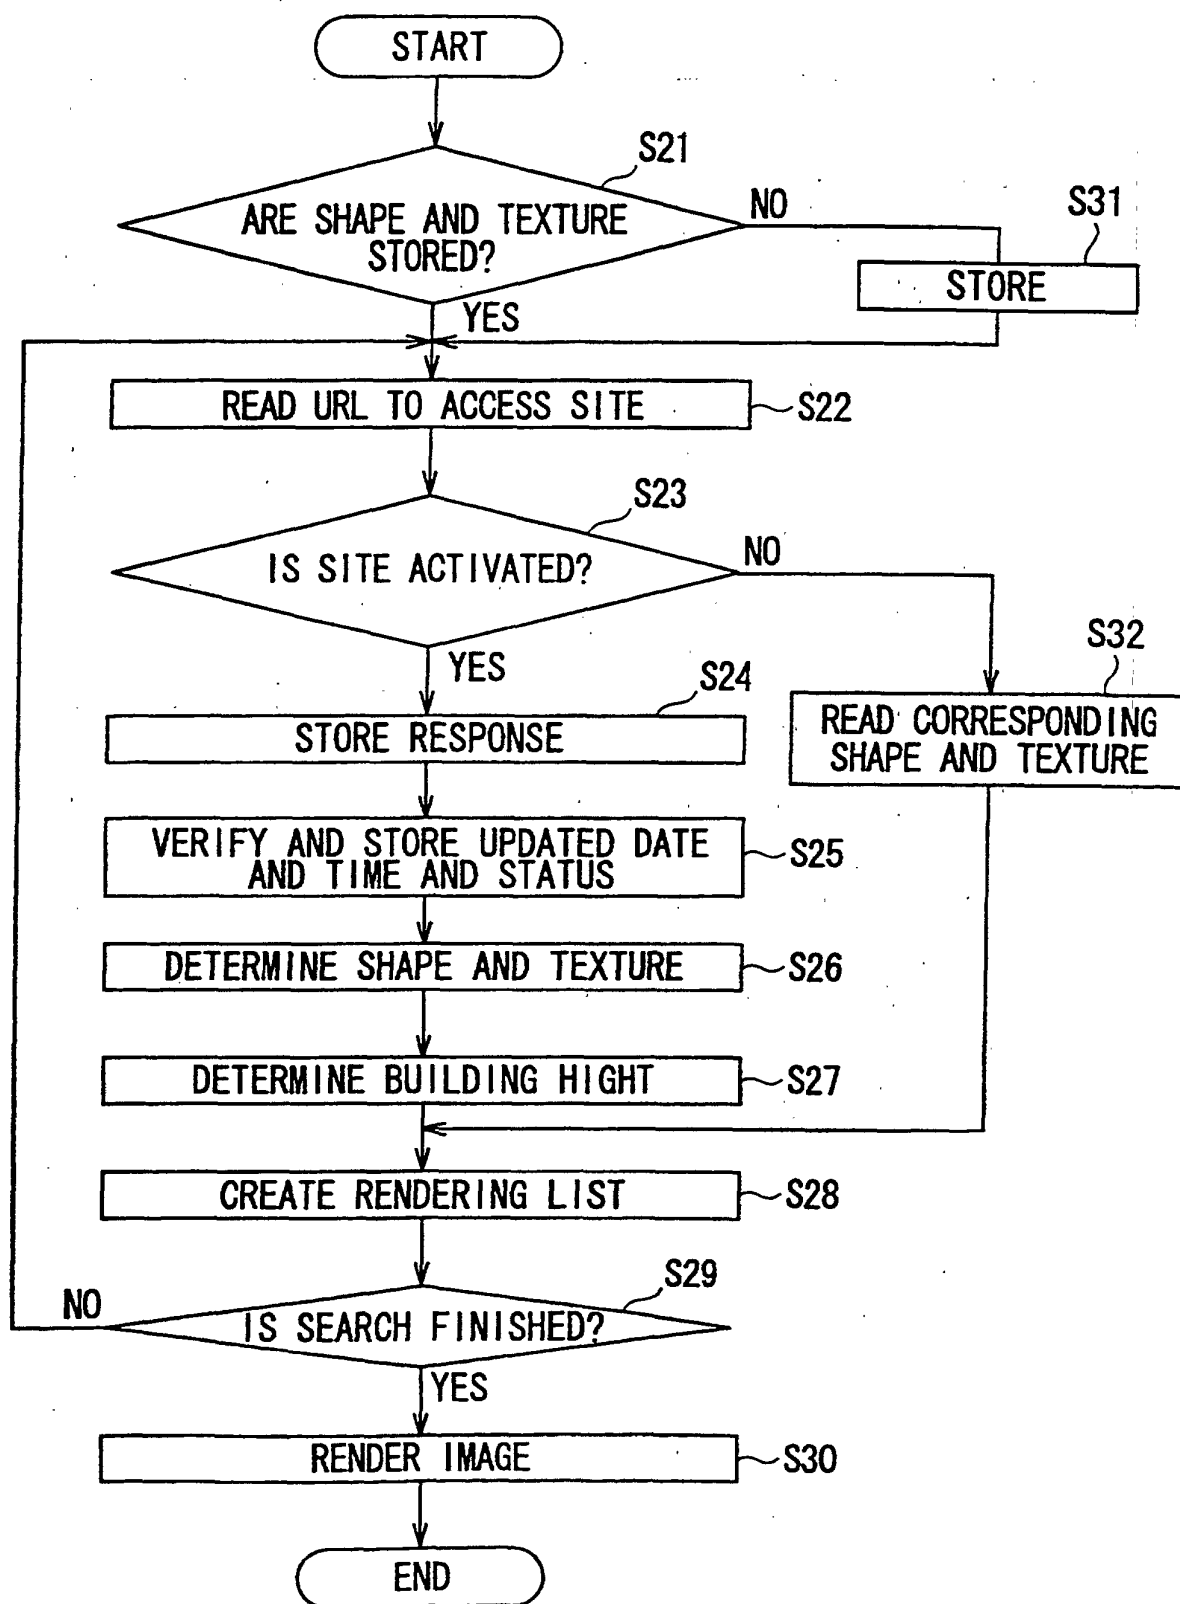 START
S21
ARE SHAPE AND TEXTURE
STORED?
NO
S31
STORE
YES
READ URL TO ACCESS SITE
S22
S23
IS SITE ACTIVATED?
NO
YES
S32
READ CORRESPONDING
SHAPE AND TEXTURE
S24
STORE RESPONSE
VERIFY AND STORE UPDATED DATE
AND TIME AND STATUS
S25
DETERMINE SHAPE AND TEXTURE
S26
DETERMINE BUILDING HIGHT
S27
CREATE RENDERING LIST
S28
S29
NO
IS SEARCH FINISHED?
YES
RENDER IMAGE
S30
END